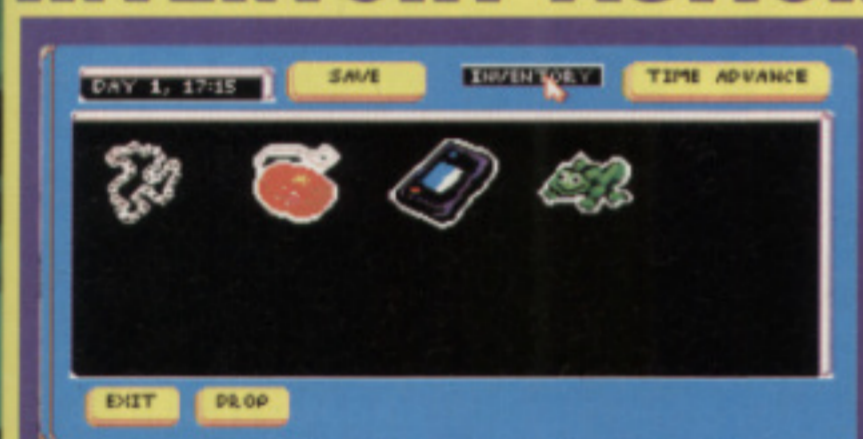 DAY 1, 17:15
SAVE
INVENTORY
TIME ADVANCE
EXIT
DROP